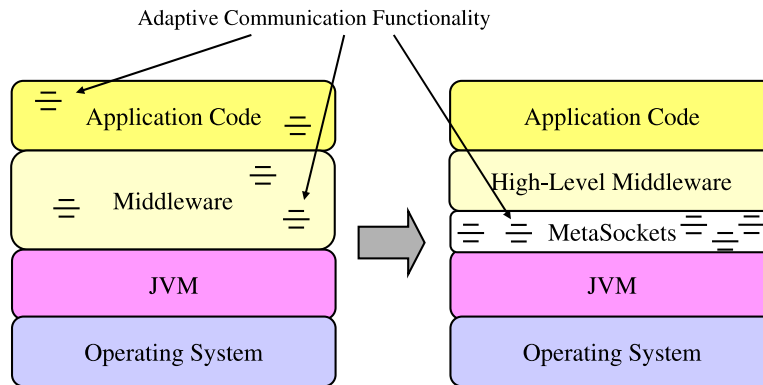 Adaptive Communication Functionality
Application Code
Middleware
JVM
Operating System
Application Code
High-Level Middleware
MetaSockets
JVM
Operating System